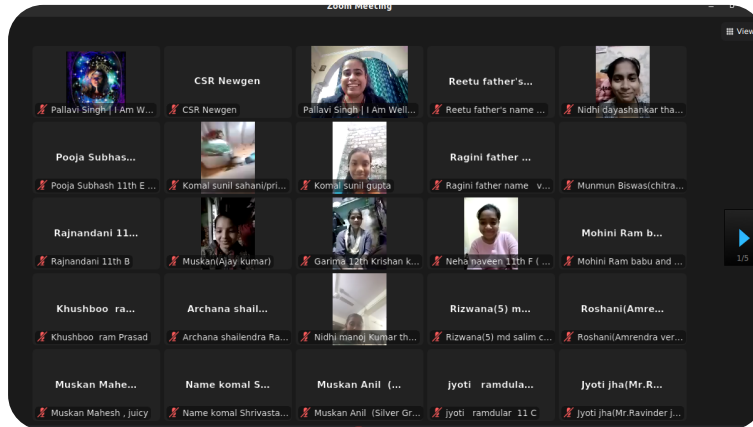 Zoom Meeting
View
Pallavi Singh | I Am W...
CSR Newgen
CSR Newgen
Pallavi Singh | I Am Well...
Reetu father's...
Reetu father's name ...
Nidhi dayashankar tha...
Pooja Subhas...
Pooja Subhash 11th E ...
Komal sunil sahani/pri...
Komal sunil gupta
Ragini father ...
Ragini father name v...
Munmun Biswas(chitra...
Rajnandani 11...
Rajnandani 11th B
Muskan(Ajay kumar)
Garima 12th Krishan k...
Neha naveen 11th F ( ...
Mohini Ram b...
Mohini Ram babu and ...
1/5
Khushboo ra...
Khushboo ram Prasad
Archana shail...
Archana shailendra Ra...
Nidhi manoj Kumar th...
Rizwana(5) m...
Rizwana(5) md salim c...
Roshani(Amre...
Roshani(Amrendra ver...
Muskan Mahe...
Muskan Mahesh , juicy
Name komal S...
Name komal Shrivasta...
Muskan Anil (...
Muskan Anil (Silver Gr...
jyoti ramdula...
jyoti ramdular 11 C
Jyoti jha(Mr.R...
Jyoti jha(Mr.Ravinder j...